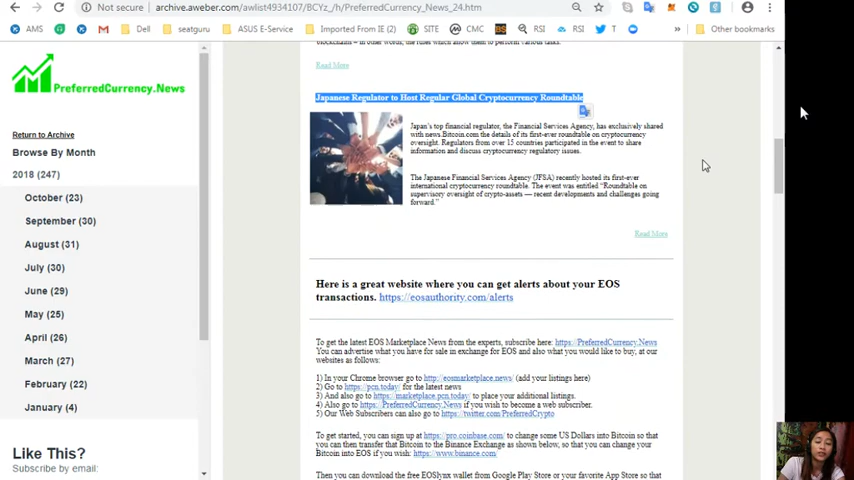 Not secure
archive.aweber.com/awlist4934107/BCYz_/h/PreferredCurrency_News_24.htm
AMS
Dell
seatguru
ASUS E-Service
Imported From IE (2)
SITE
CMC
RSI
RSI
T
»
Other bookmarks
PreferredCurrency.News
Return to Archive
Browse By Month
2018 (247)
October (23)
September (30)
August (31)
July (30)
June (29)
May (25)
April (26)
March (27)
February (22)
January (4)
Like This?
Subscribe by email:
blockchains – in other words, the rules which allow them to perform various tasks.
Read More
Japanese Regulator to Host Regular Global Cryptocurrency Roundtable
Japan's top financial regulator, the Financial Services Agency, has exclusively shared
with news.Bitcoin.com the details of its first-ever roundtable on cryptocurrency
oversight. Regulators from over 15 countries participated in the event to share
information and discuss cryptocurrency regulatory issues.
The Japanese Financial Services Agency (JFSA) recently hosted its first-ever
international cryptocurrency roundtable. The event was entitled "Roundtable on
supervisory oversight of crypto-assets — recent developments and challenges going
forward."
Read More
Here is a great website where you can get alerts about your EOS
transactions. https://eosauthority.com/alerts
To get the latest EOS Marketplace News from the experts, subscribe here: https://PreferredCurrency.News
You can advertise what you have for sale in exchange for EOS and also what you would like to buy, at our
websites as follows:
1) In your Chrome browser go to http://eosmarketplace.news/ (add your listings here)
2) Go to https://pcn.today/ for the latest news
3) And also go to https://marketplace.pcn.today/ to place your additional listings.
4) Also go to https://PreferredCurrency.News if you wish to become a web subscriber.
5) Our Web Subscribers can also go to https://twitter.com/PreferredCrypto
To get started, you can sign up at https://pro.coinbase.com/ to change some US Dollars into Bitcoin so that
you can then transfer that Bitcoin to the Binance Exchange as shown below, so that you can change your
Bitcoin into EOS if you wish: https://www.binance.com/
Then you can download the free EOSlynx wallet from Google Play Store or your favorite App Store so that